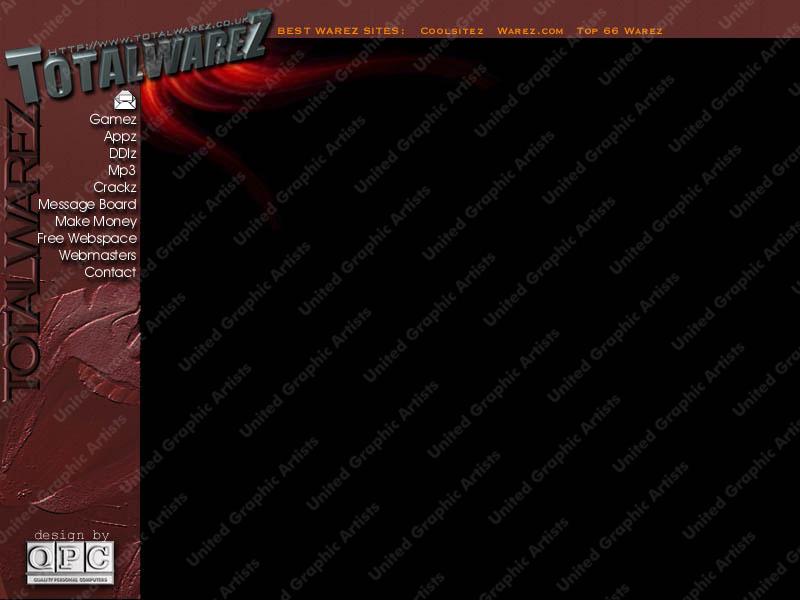 HTTP://WWW.TOTALWAREZ.CO.UK
TOTALWAREZ
BEST WAREZ SITES: Coolsitez Warez.com Top 66 Warez
Gamez
Appz
DDlz
Mp3
Crackz
Message Board
Make Money
Free Webspace
Webmasters
Contact
TOTALWAREZ
design by
QPC
QUALITY PERSONAL COMPUTERS
United Graphic Artists